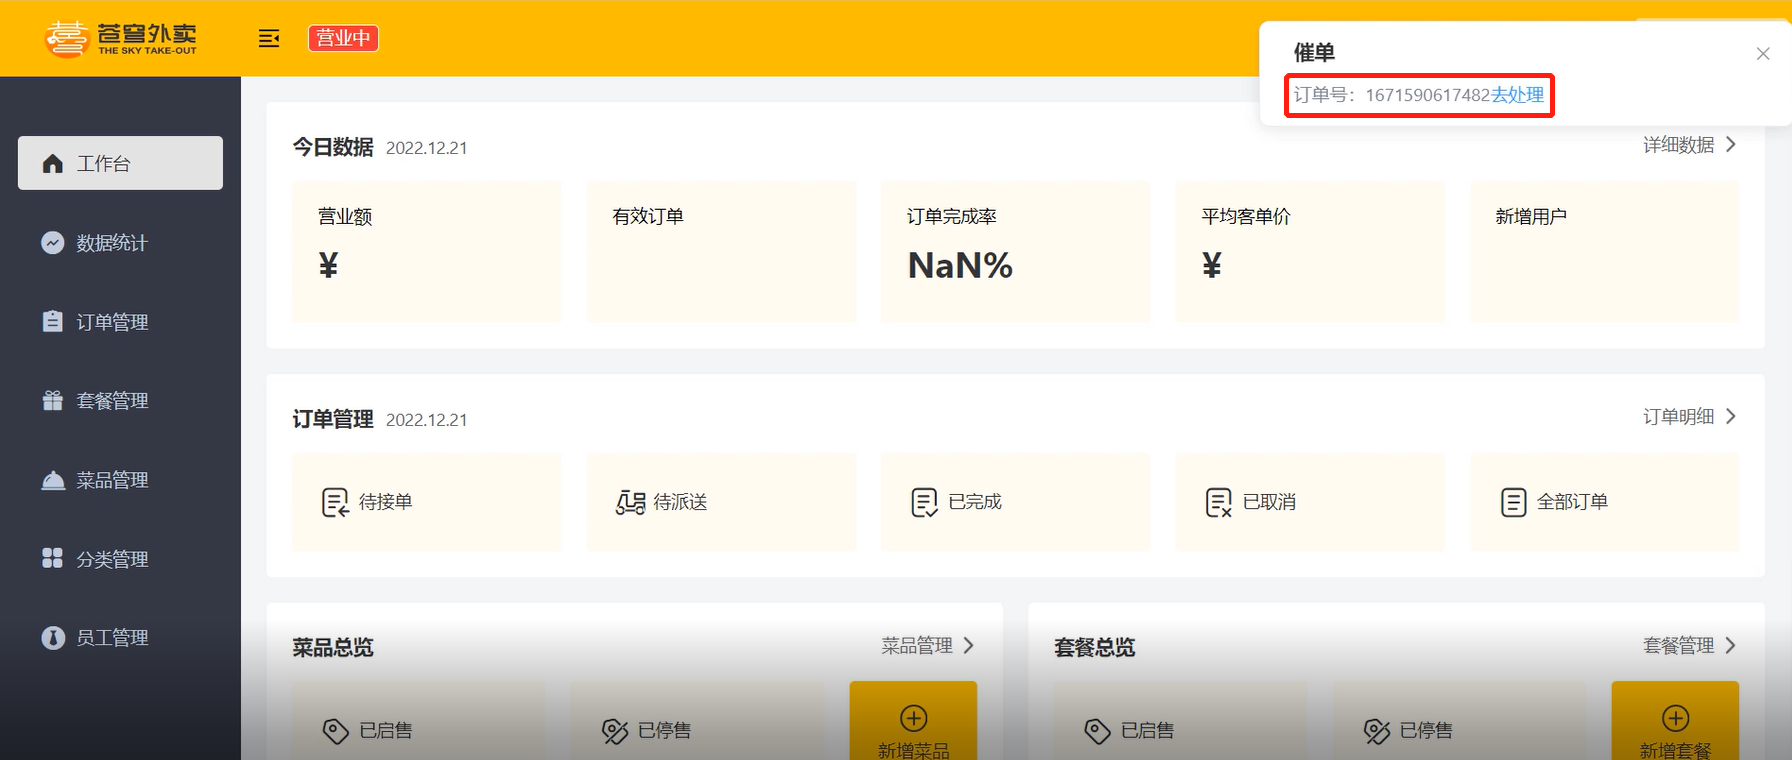 苍穹外卖
THE SKY TAKE-OUT
营业中
催单
订单号：1671590617482去处理
工作台
数据统计
订单管理
套餐管理
菜品管理
分类管理
员工管理
今日数据 2022.12.21
详细数据
营业额 有效订单 订单完成率 平均客单价 新增用户
¥ NaN% ¥
订单管理 2022.12.21
订单明细
待接单 待派送 已完成 已取消 全部订单
菜品总览 菜品管理
已启售 已停售 新增菜品
套餐总览 套餐管理
已启售 已停售 新增套餐